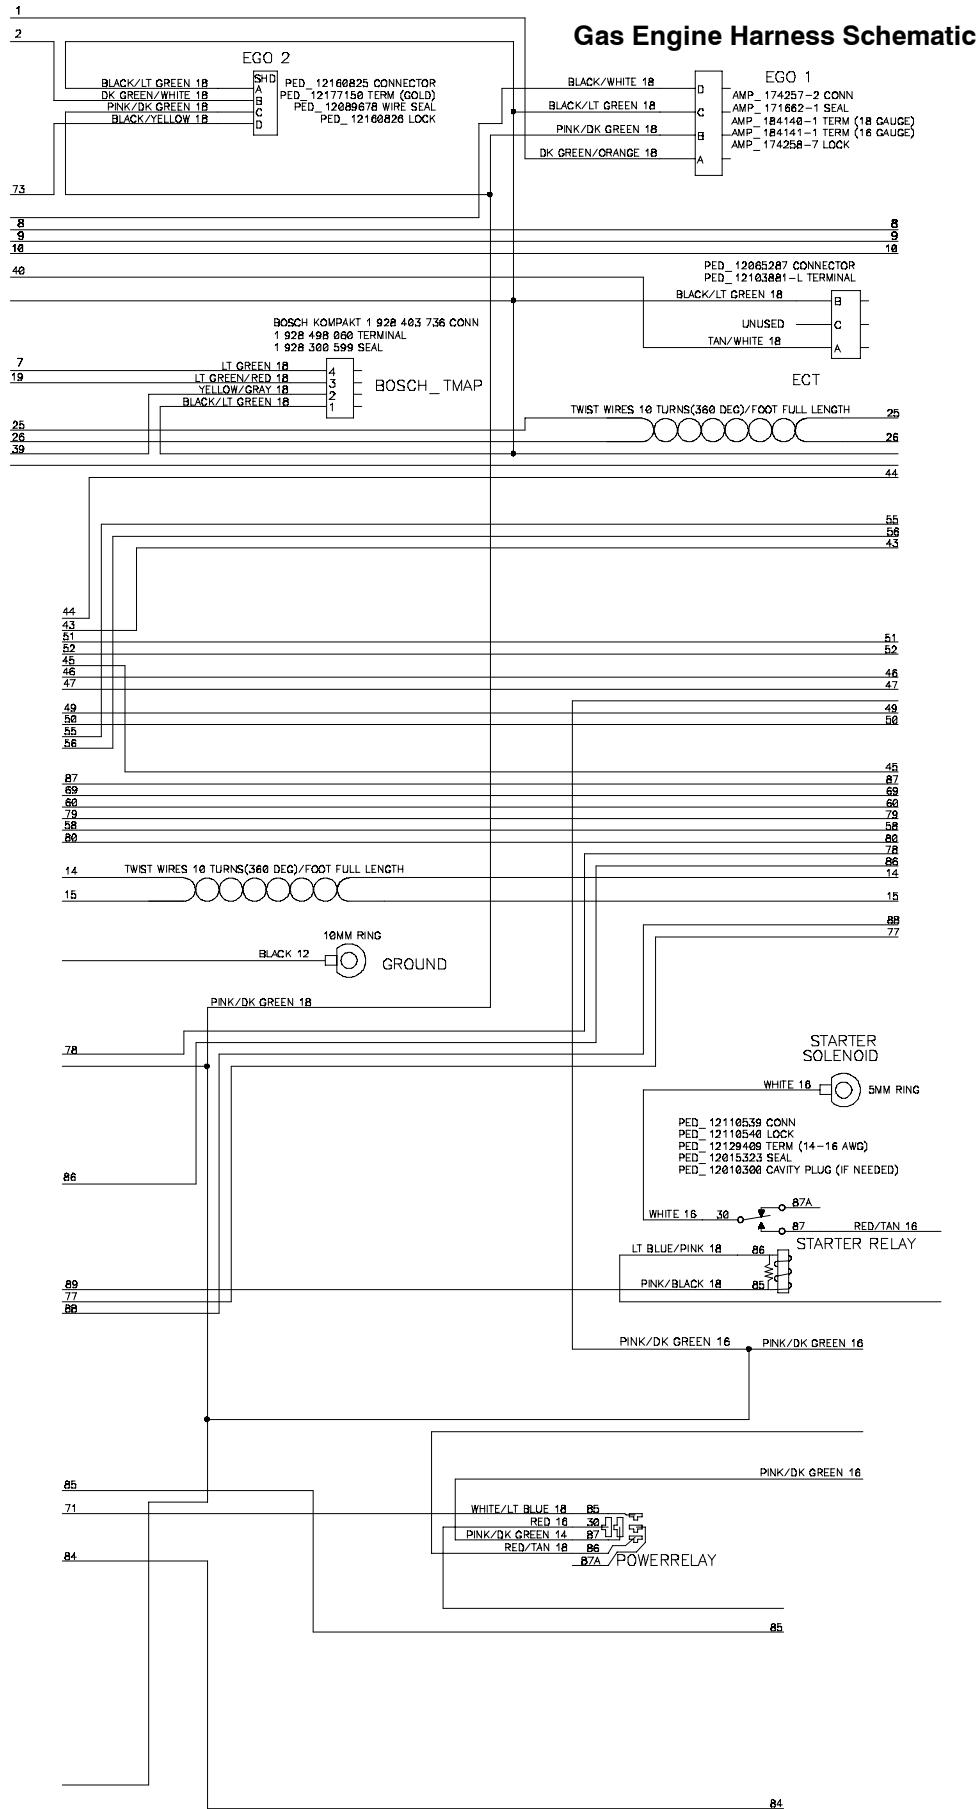 1
Gas Engine Harness Schematic
2
EGO 2
SHD
BLACK/LT GREEN 18 A PED_ 12160825 CONNECTOR
DK GREEN/WHITE 18 B PED_ 12177150 TERM (GOLD)
PINK/DK GREEN 18 C PED_ 12089678 WIRE SEAL
BLACK/YELLOW 18 D PED_ 12160826 LOCK
EGO 1
BLACK/WHITE 18 D AMP_ 174257-2 CONN
BLACK/LT GREEN 18 C AMP_ 171662-1 SEAL
AMP_ 184140-1 TERM (18 GAUGE)
PINK/DK GREEN 18 B AMP_ 184141-1 TERM (16 GAUGE)
AMP_ 174258-7 LOCK
DK GREEN/ORANGE 18 A
73
8 8
9 9
10 10
40
PED_ 12065287 CONNECTOR
PED_ 12103881-L TERMINAL
BLACK/LT GREEN 18 B
UNUSED C
TAN/WHITE 18 A
ECT
BOSCH KOMPAKT 1 928 403 736 CONN
1 928 498 060 TERMINAL
1 928 300 599 SEAL
7 LT GREEN 18 4
19 LT GREEN/RED 18 3
YELLOW/GRAY 18 2
BLACK/LT GREEN 18 1
BOSCH_TMAP
TWIST WIRES 10 TURNS(360 DEG)/FOOT FULL LENGTH
25 25
26 26
39
44
55
56
43
44
43
51 51
52 52
45
46 46
47 47
49 49
50 50
55
56
45
87 87
69 69
60 60
79 79
58 58
80 80
78
86
14 TWIST WIRES 10 TURNS(360 DEG)/FOOT FULL LENGTH 14
15 15
88
77
10MM RING
BLACK 12 GROUND
PINK/DK GREEN 18
78
STARTER
SOLENOID
WHITE 16 5MM RING
PED_ 12110539 CONN
PED_ 12110540 LOCK
PED_ 12129409 TERM (14-16 AWG)
PED_ 12015323 SEAL
PED_ 12010300 CAVITY PLUG (IF NEEDED)
86
87A
WHITE 16 30
87 RED/TAN 16
STARTER RELAY
LT BLUE/PINK 18 86
89 PINK/BLACK 18 85
77
88
PINK/DK GREEN 16 PINK/DK GREEN 16
PINK/DK GREEN 16
85
71 WHITE/LT BLUE 18 85
RED 16 30
PINK/DK GREEN 14 87
RED/TAN 18 86
87A POWERRELAY
84
85
84